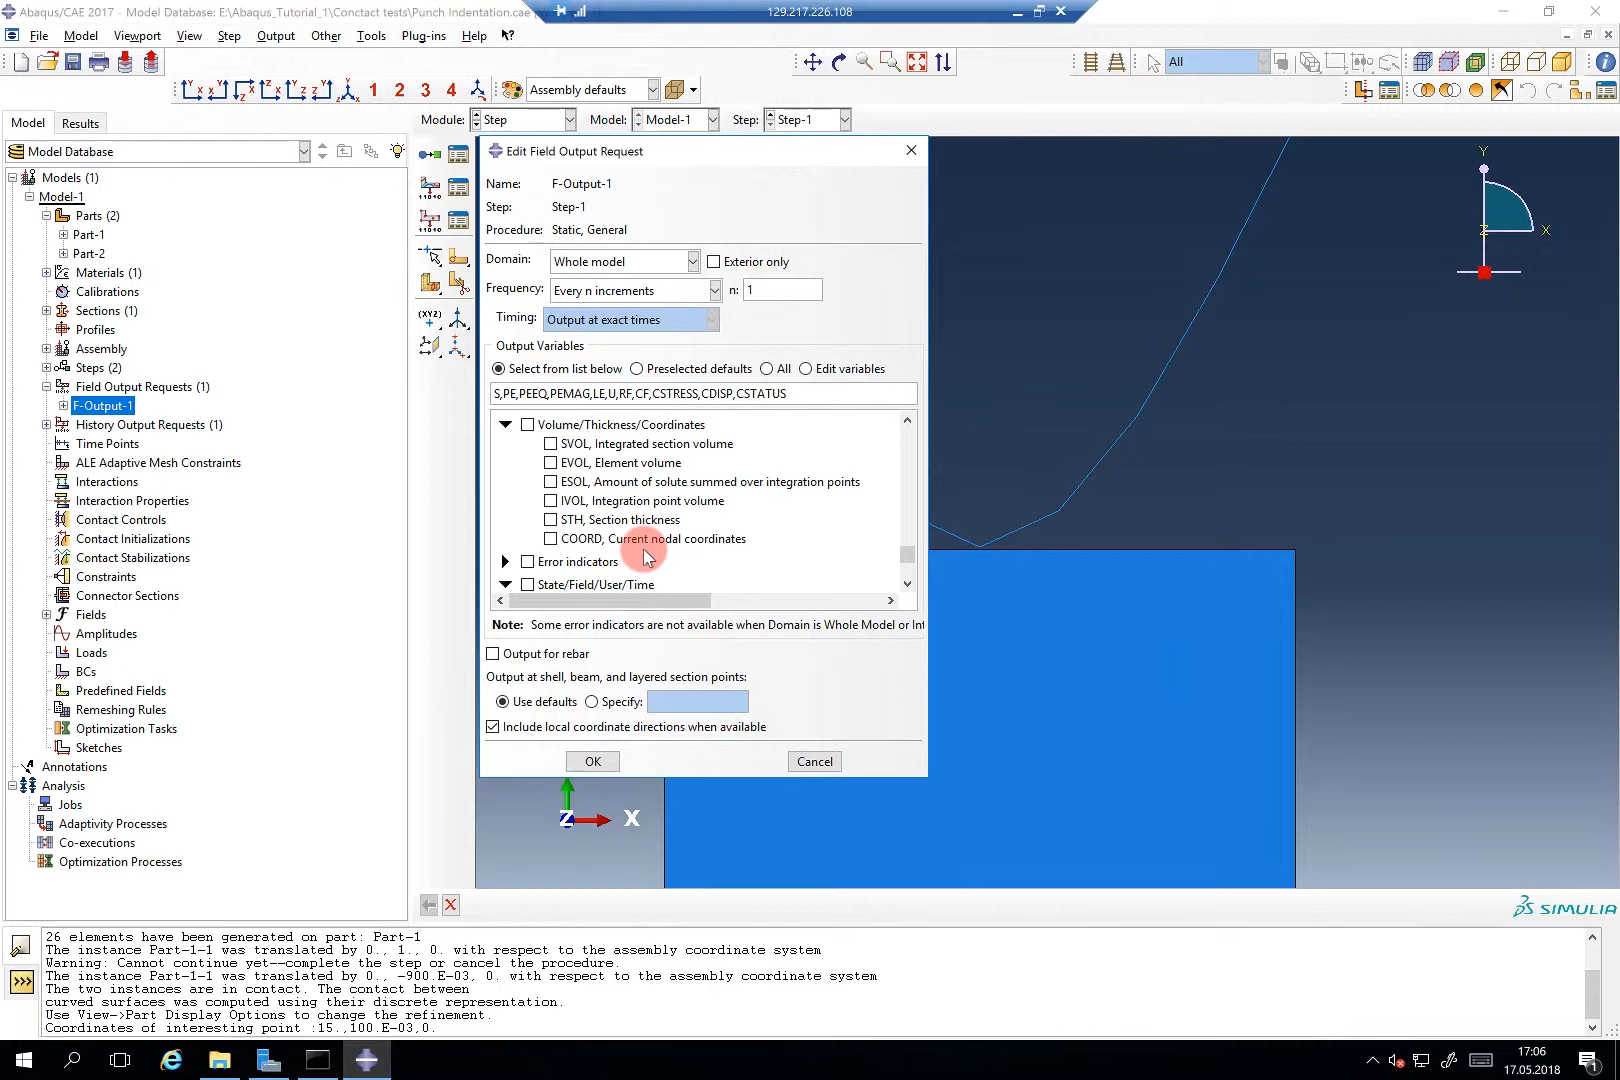 Abaqus/CAE 2017 - Model Database: E:\Abaqus_Tutorial_1\Conctact tests\Punch Indentation.cae
129.217.226.108
File Model Viewport View Step Output Other Tools Plug-ins Help
All
1 2 3 4
Assembly defaults
Model Results
Module: Step Model: Model-1 Step: Step-1
Model Database
Models (1)
Model-1
Parts (2)
Part-1
Part-2
Materials (1)
Calibrations
Sections (1)
Profiles
Assembly
Steps (2)
Field Output Requests (1)
F-Output-1
History Output Requests (1)
Time Points
ALE Adaptive Mesh Constraints
Interactions
Interaction Properties
Contact Controls
Contact Initializations
Contact Stabilizations
Constraints
Connector Sections
Fields
Amplitudes
Loads
BCs
Predefined Fields
Remeshing Rules
Optimization Tasks
Sketches
Annotations
Analysis
Jobs
Adaptivity Processes
Co-executions
Optimization Processes
Edit Field Output Request
Name: F-Output-1
Step: Step-1
Procedure: Static, General
Domain: Whole model Exterior only
Frequency: Every n increments n: 1
Timing: Output at exact times
Output Variables
Select from list below Preselected defaults All Edit variables
S,PE,PEEQ,PEMAG,LE,U,RF,CF,CSTRESS,CDISP,CSTATUS
Volume/Thickness/Coordinates
SVOL, Integrated section volume
EVOL, Element volume
ESOL, Amount of solute summed over integration points
IVOL, Integration point volume
STH, Section thickness
COORD, Current nodal coordinates
Error indicators
State/Field/User/Time
Note: Some error indicators are not available when Domain is Whole Model or Int
Output for rebar
Output at shell, beam, and layered section points:
Use defaults Specify:
Include local coordinate directions when available
OK Cancel
Y
X
Z
Z X
SIMULIA
26 elements have been generated on part: Part-1
The instance Part-1-1 was translated by 0., 1., 0. with respect to the assembly coordinate system
Warning: Cannot continue yet--complete the step or cancel the procedure.
The instance Part-1-1 was translated by 0., -900.E-03, 0. with respect to the assembly coordinate system
The two instances are in contact. The contact between
curved surfaces was computed using their discrete representation.
Use View->Part Display Options to change the refinement.
Coordinates of interesting point :15.,100.E-03,0.
17:06
17.05.2018